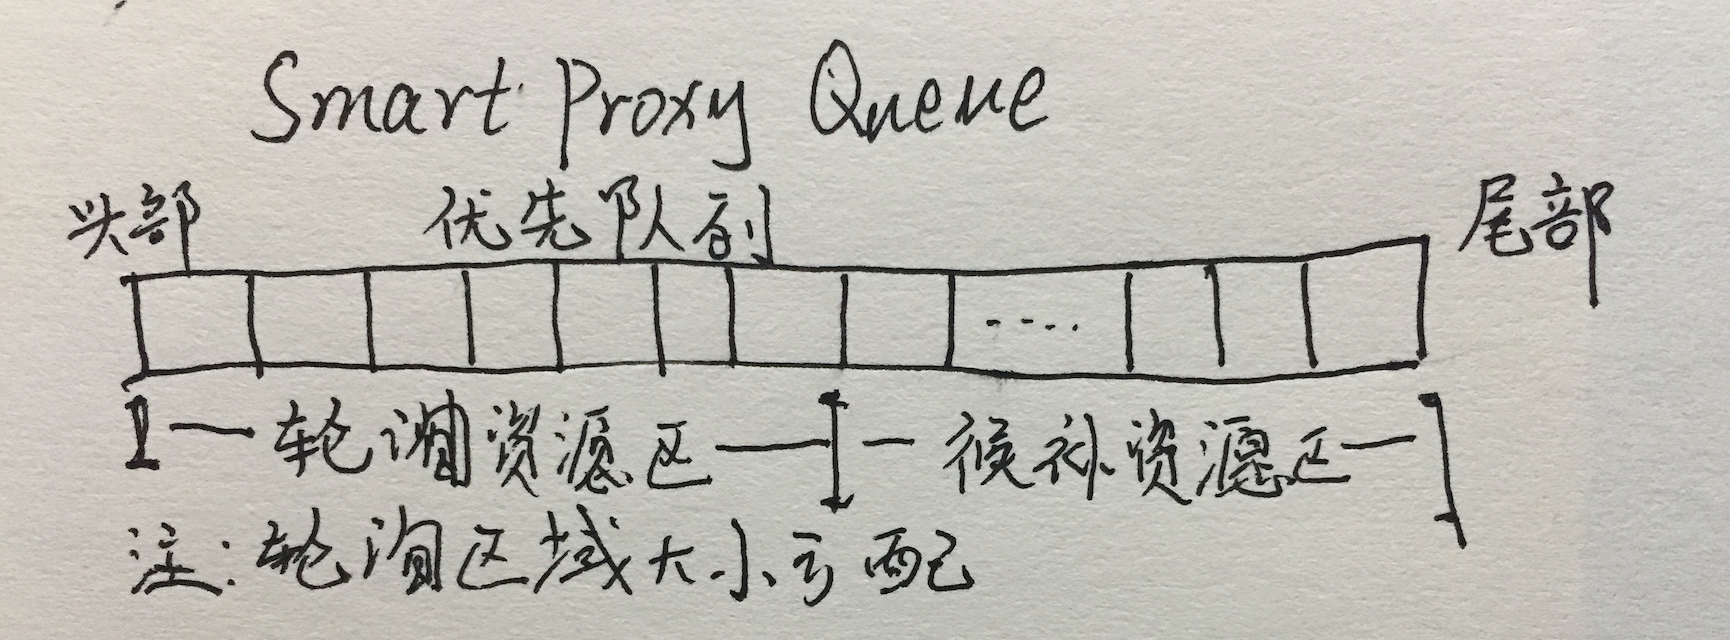 Smart Proxy Queue
头部 优先队列 尾部
....
轮询资源区 候补资源区
注:轮询区域大小可配